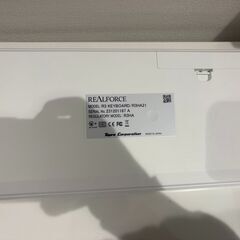 REALFORCE
MODEL: R3 KEYBOARD / R3HA21
SERIAL No. 231201187 A
REGULATORY MODEL: R3HA
Topre Corporation
MADE IN JAPAN